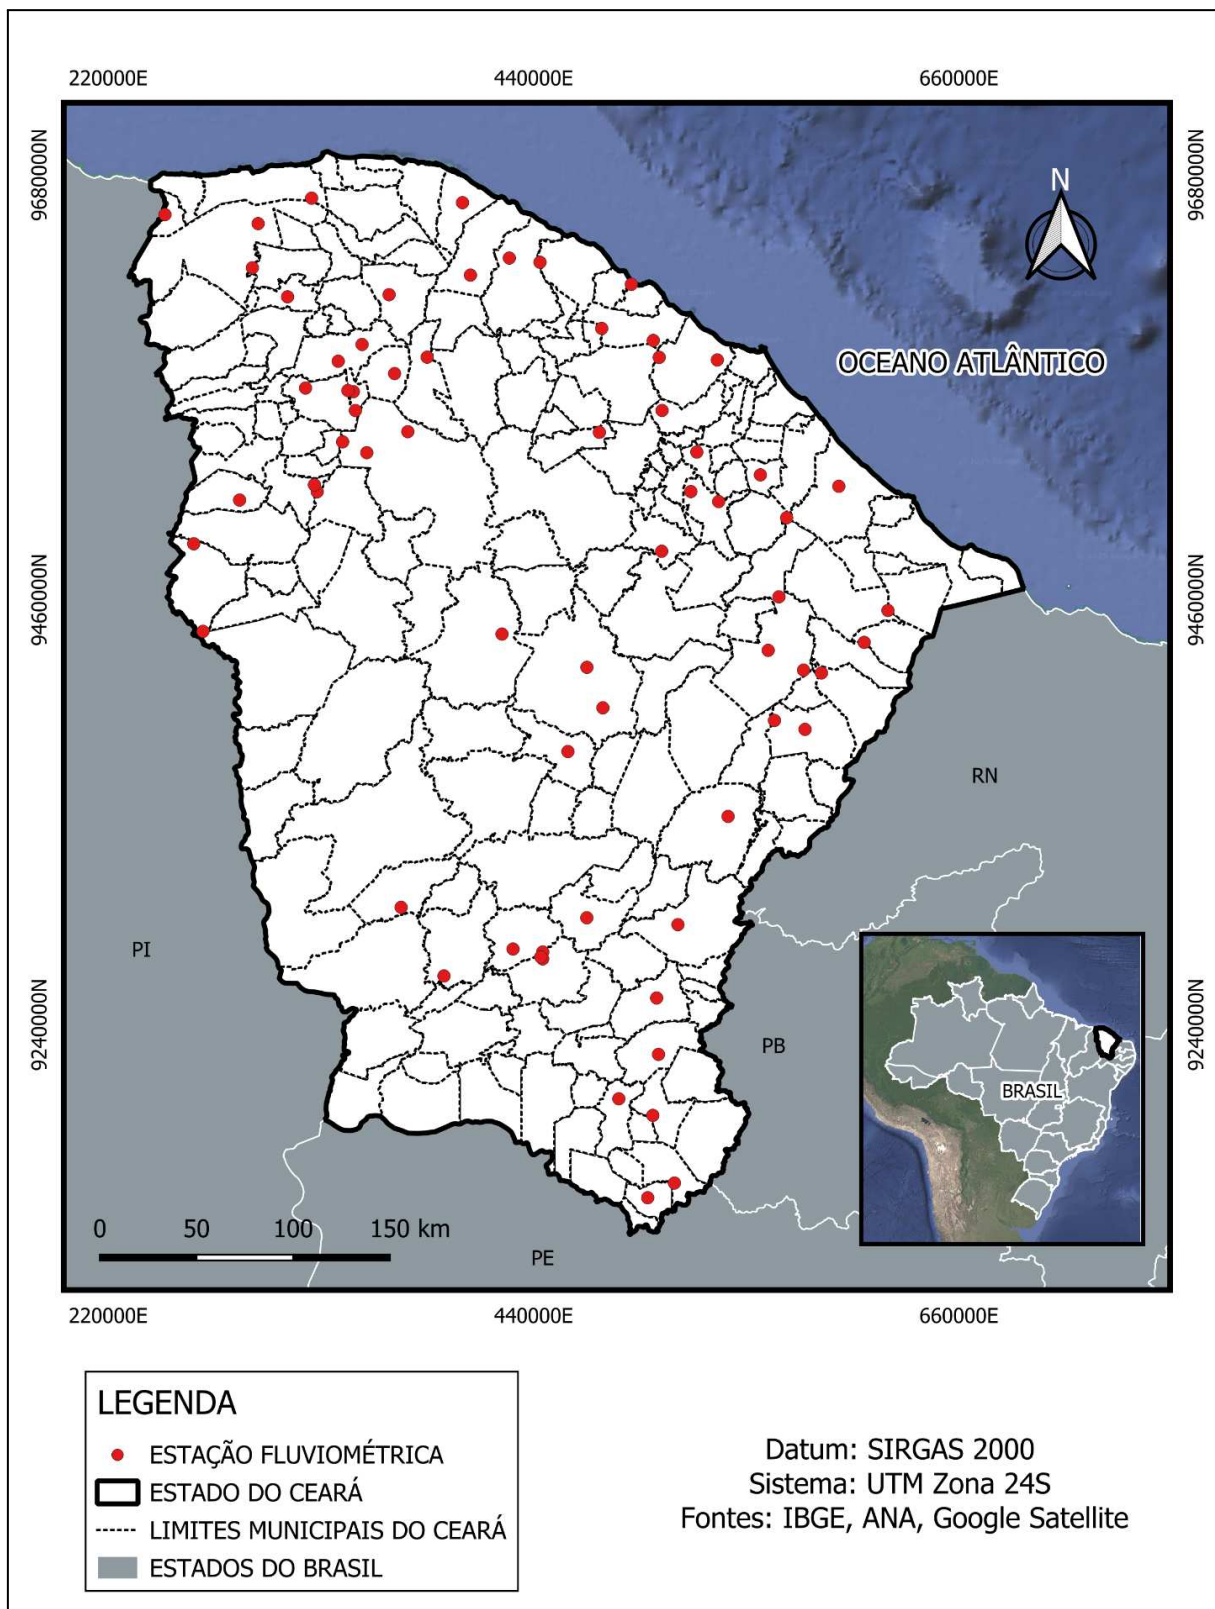 220000E 440000E 660000E
9680000N
9680000N
N
OCEANO ATLÂNTICO
9460000N
9460000N
RN
PI
9240000N
9240000N
PB
BRASIL
0 50 100 150 km
PE
220000E 440000E 660000E
LEGENDA
ESTAÇÃO FLUVIOMÉTRICA
ESTADO DO CEARÁ
LIMITES MUNICIPAIS DO CEARÁ
ESTADOS DO BRASIL
Datum: SIRGAS 2000
Sistema: UTM Zona 24S
Fontes: IBGE, ANA, Google Satellite